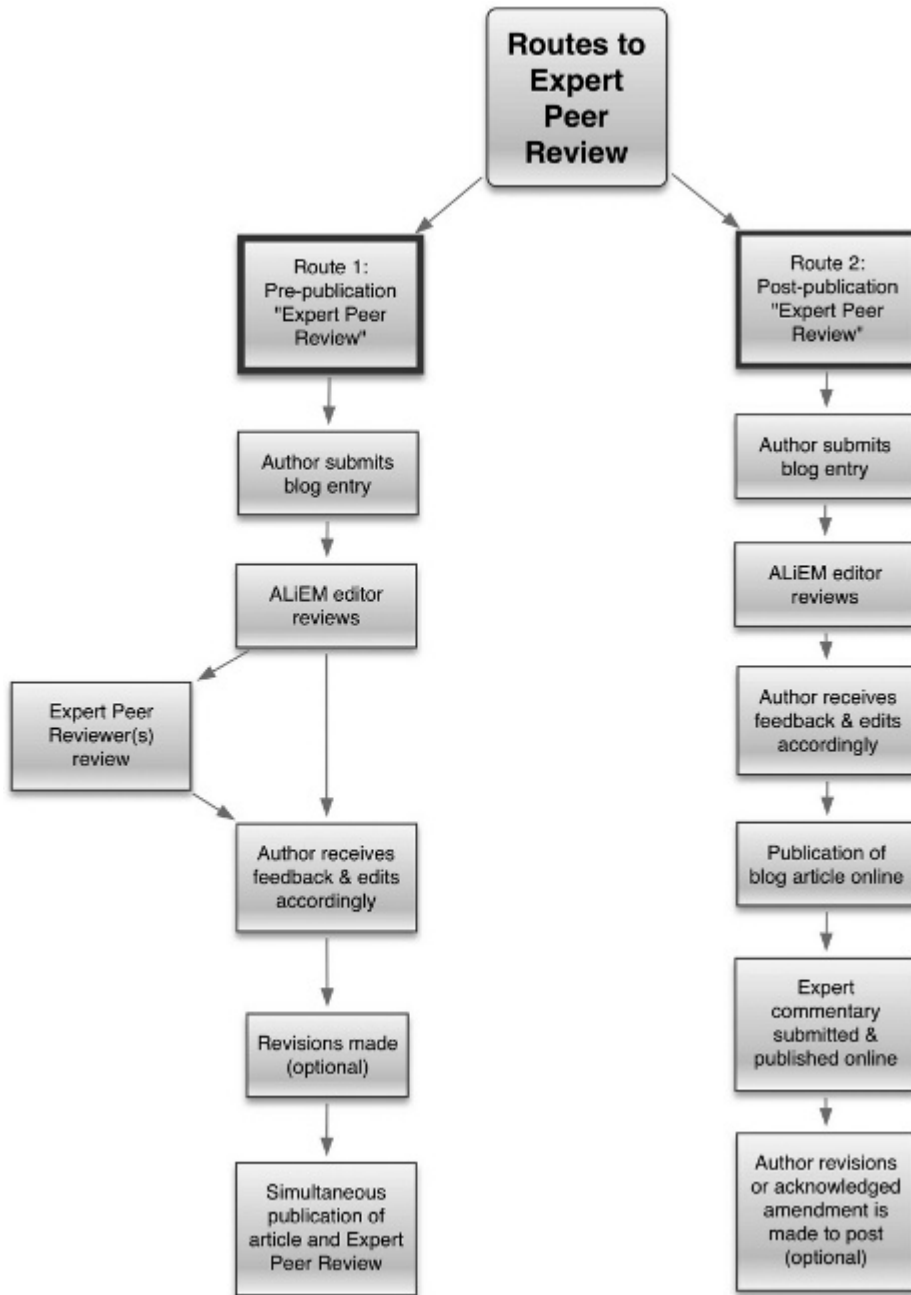 Routes to
Expert
Peer
Review
Route 1:
Pre-publication
"Expert Peer
Review"
Author submits
blog entry
ALiEM editor
reviews
Expert Peer
Reviewer(s)
review
Author receives
feedback & edits
accordingly
Revisions made
(optional)
Simultaneous
publication of
article and Expert
Peer Review
Route 2:
Post-publication
"Expert Peer
Review"
Author submits
blog entry
ALiEM editor
reviews
Author receives
feedback & edits
accordingly
Publication of
blog article online
Expert
commentary
submitted &
published online
Author revisions
or acknowledged
amendment is
made to post
(optional)